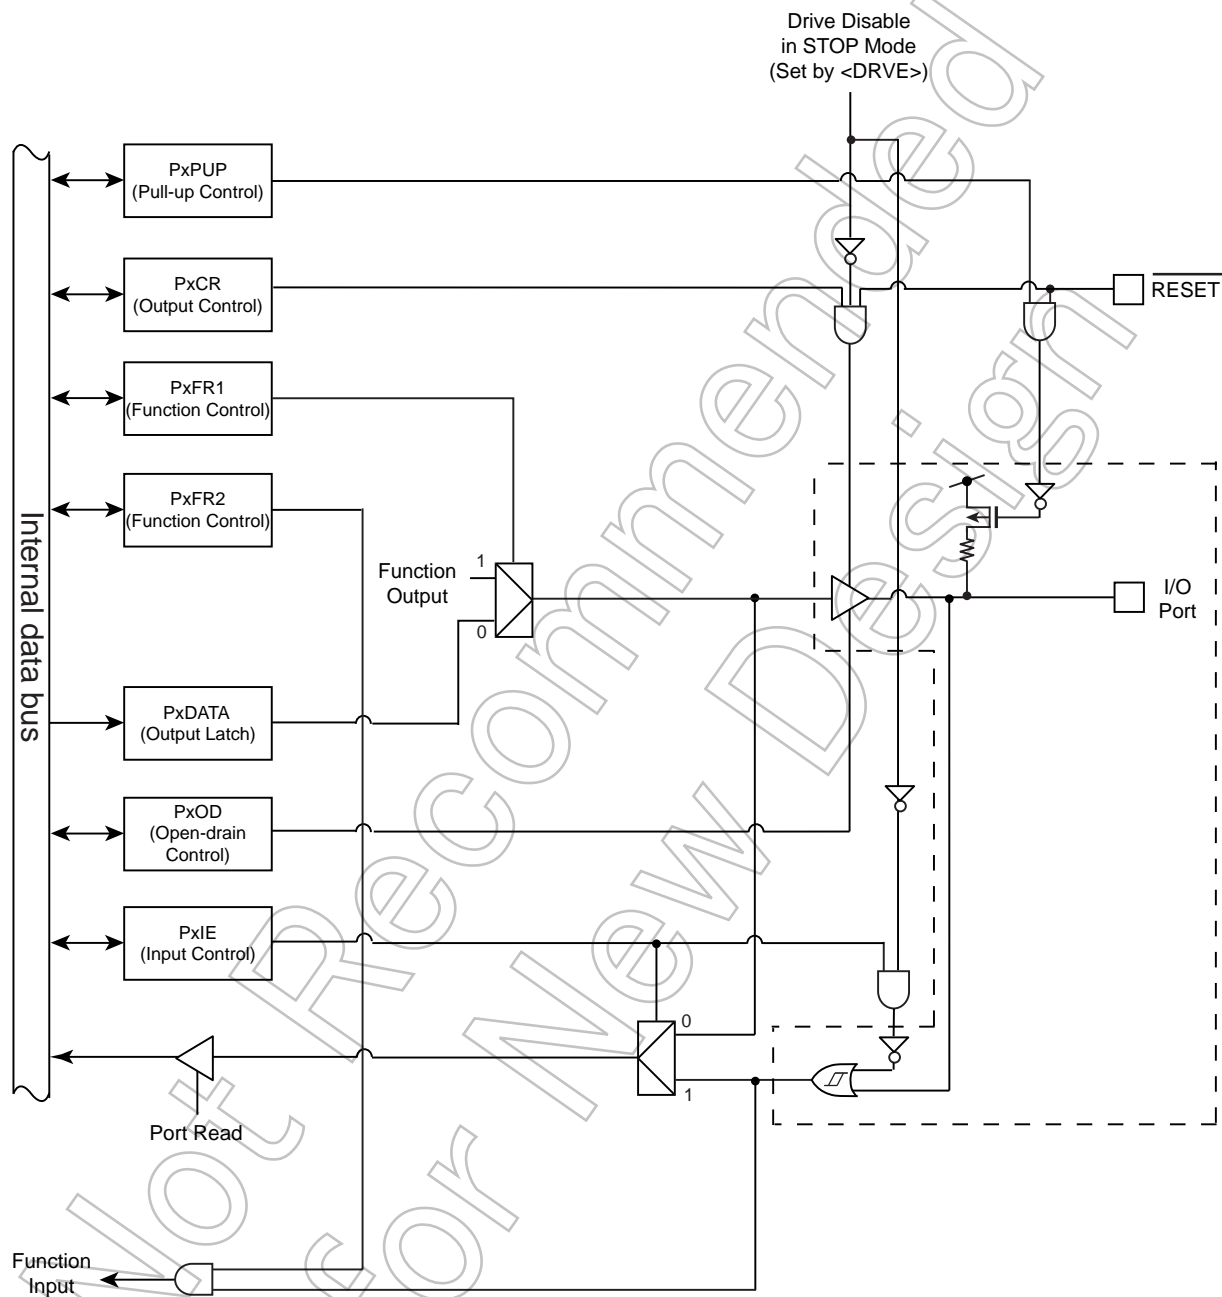 Drive Disable
in STOP Mode
(Set by <DRVE>)
PxPUP
(Pull-up Control)
PxCR
(Output Control)
RESET
PxFR1
(Function Control)
PxFR2
(Function Control)
Internal data bus
1
Function
Output
0
I/O
Port
PxDATA
(Output Latch)
PxOD
(Open-drain
Control)
PxIE
(Input Control)
0
1
Port Read
Function
Input
Not Recommended
for New Design